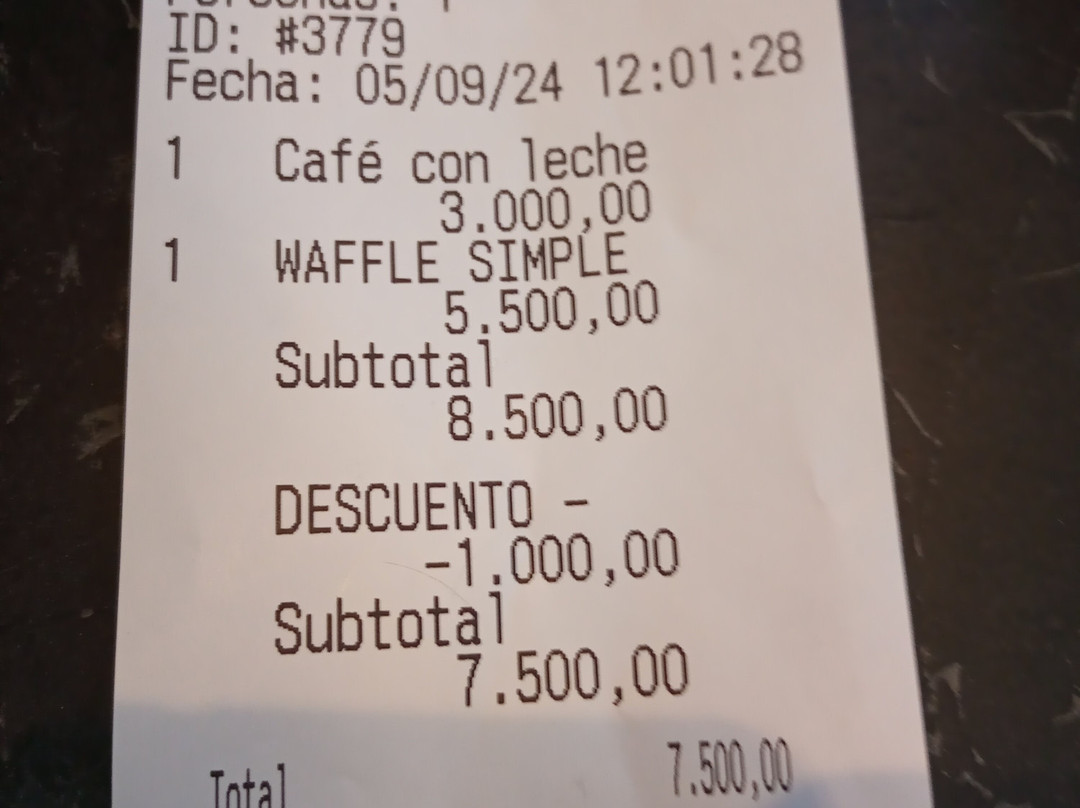 Personas: 1
ID: #3779
Fecha: 05/09/24 12:01:28
1 Café con leche
3.000,00
1 WAFFLE SIMPLE
5.500,00
Subtotal
8.500,00
DESCUENTO -
-1.000,00
Subtotal
7.500,00
Total 7.500,00